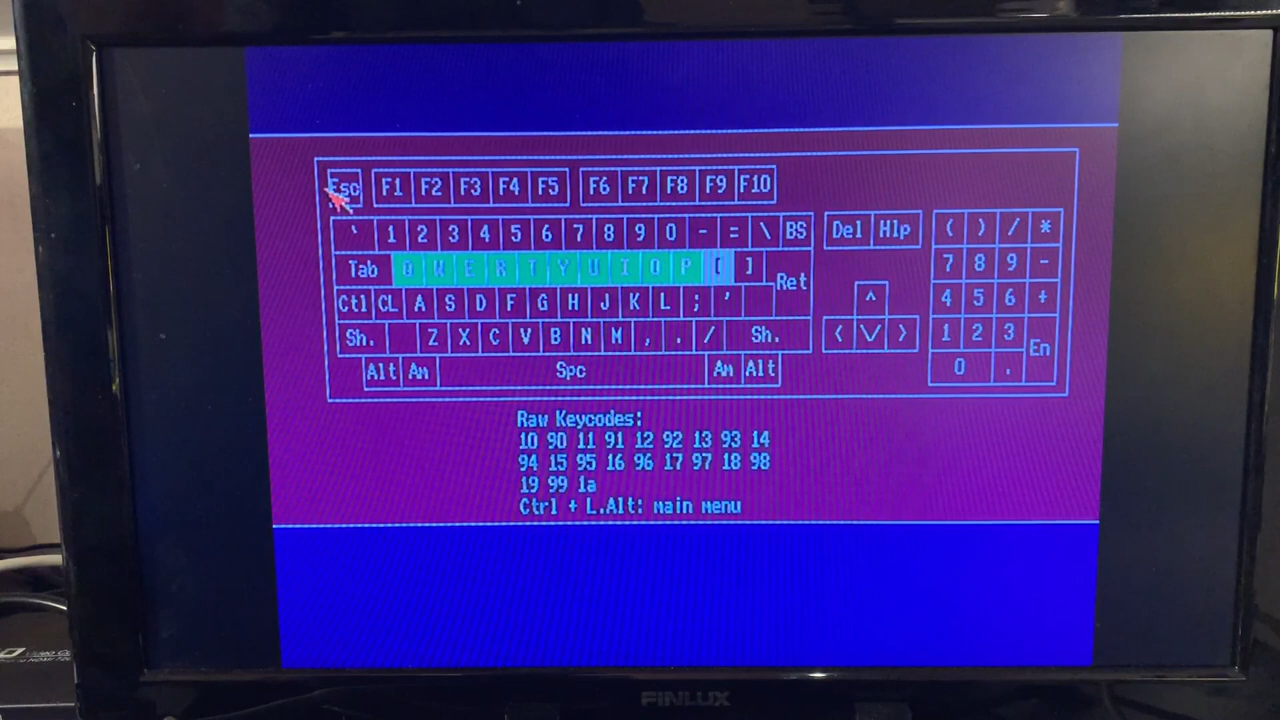 Esc F1 F2 F3 F4 F5 F6 F7 F8 F9 F10
` 1 2 3 4 5 6 7 8 9 0 - = \ BS Del Hlp ( ) / *
Tab Q W E R T Y U I O P [ ] Ret 7 8 9 -
Ctl CL A S D F G H J K L ; ' ^ 4 5 6 +
Sh. Z X C V B N M , . / Sh. < \/ > 1 2 3 En
Alt Am Spc Am Alt 0 .
Raw Keycodes:
10 90 11 91 12 92 13 93 14
94 15 95 16 96 17 97 18 98
19 99 1a
Ctrl + L.Alt: main menu
FINLUX